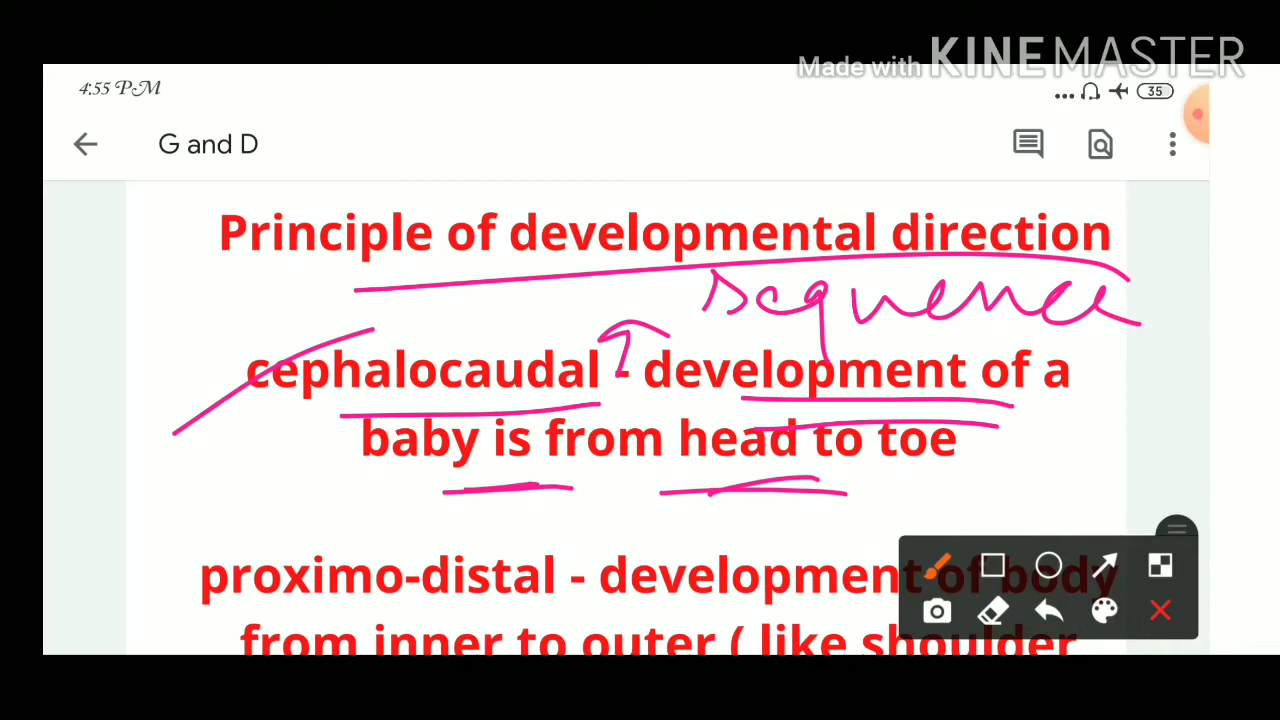 Made with KINEMASTER
4:55 PM
35
G and D
Principle of developmental direction
sequence
cephalocaudal - development of a
baby is from head to toe
proximo-distal - development of body
from inner to outer ( like shoulder